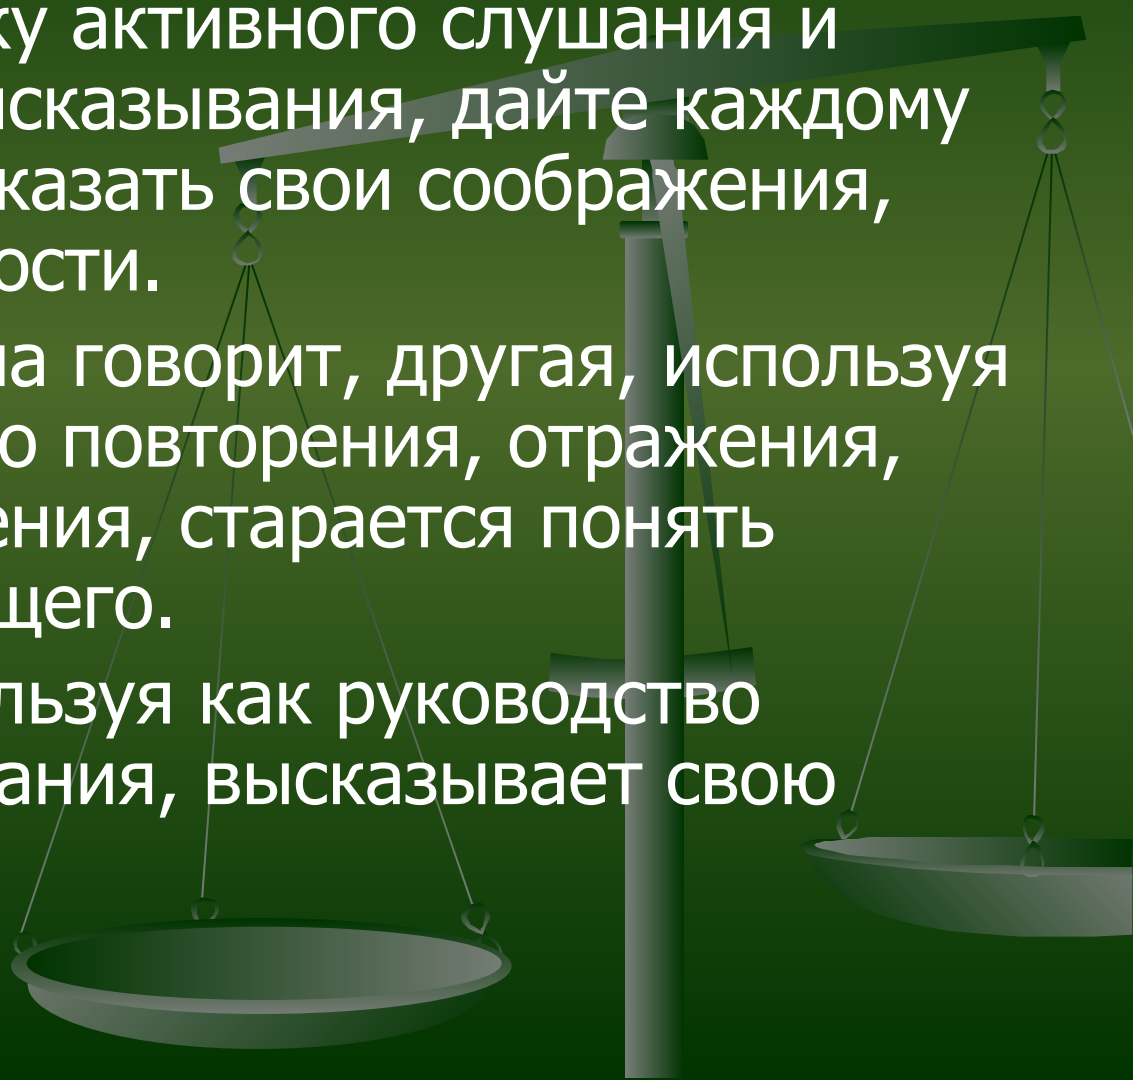 ку активного слушания и
ысказывания, дайте каждому
казать свои соображения,
ости.
на говорит, другая, используя
ю повторения, отражения,
ения, старается понять
щего.
льзуя как руководство
ания, высказывает свою